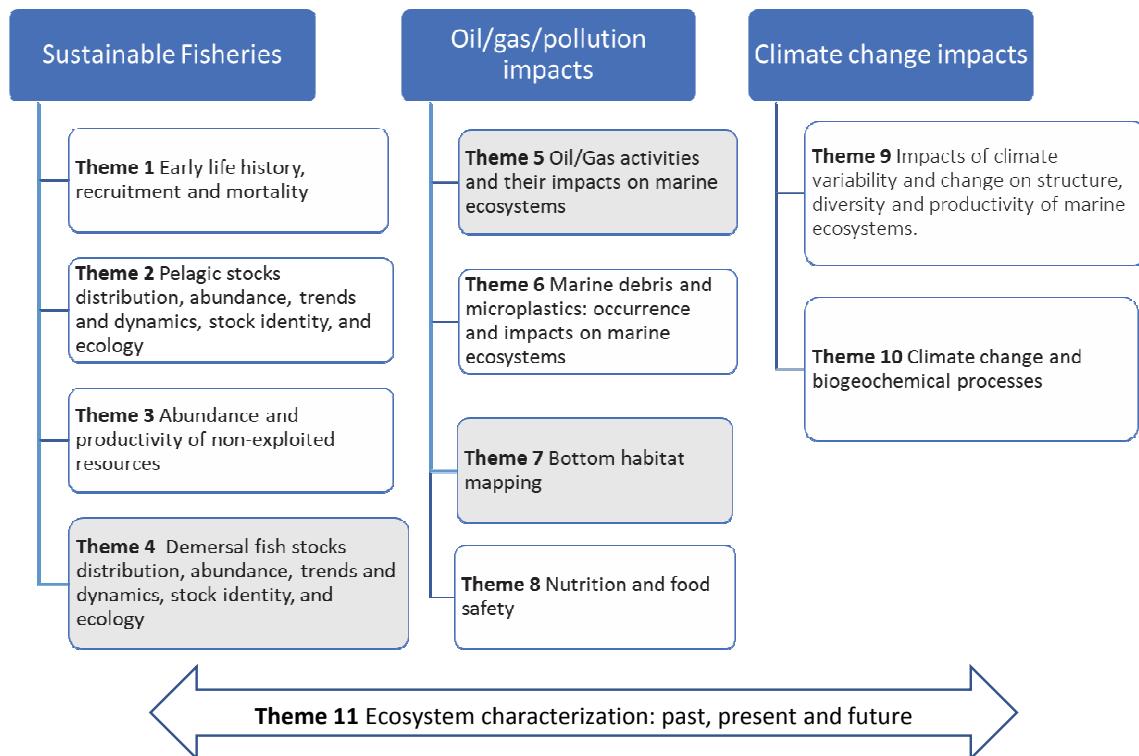 Sustainable Fisheries
Theme 1 Early life history,
recruitment and mortality
Theme 2 Pelagic stocks
distribution, abundance, trends
and dynamics, stock identity, and
ecology
Theme 3 Abundance and
productivity of non-exploited
resources
Theme 4 Demersal fish stocks
distribution, abundance, trends and
dynamics, stock identity, and
ecology
Oil/gas/pollution
impacts
Theme 5 Oil/Gas activities
and their impacts on marine
ecosystems
Theme 6 Marine debris and
microplastics: occurrence
and impacts on marine
ecosystems
Theme 7 Bottom habitat
mapping
Theme 8 Nutrition and food
safety
Climate change impacts
Theme 9 Impacts of climate
variability and change on structure,
diversity and productivity of marine
ecosystems.
Theme 10 Climate change and
biogeochemical processes
Theme 11 Ecosystem characterization: past, present and future